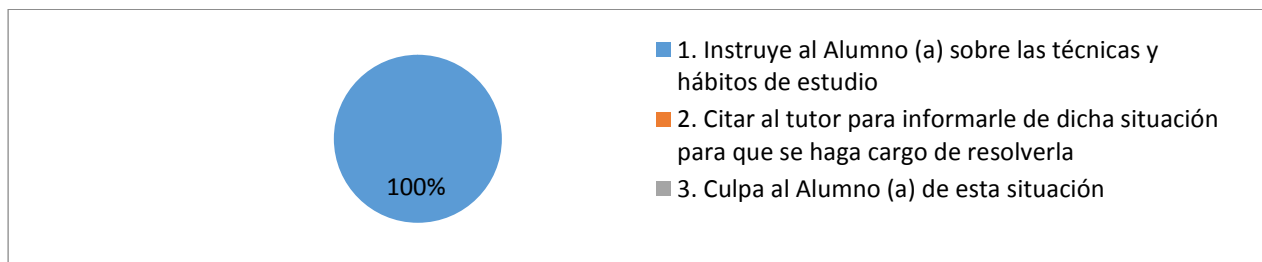 100%
1. Instruye al Alumno (a) sobre las técnicas y
hábitos de estudio
2. Citar al tutor para informarle de dicha situación
para que se haga cargo de resolverla
3. Culpa al Alumno (a) de esta situación